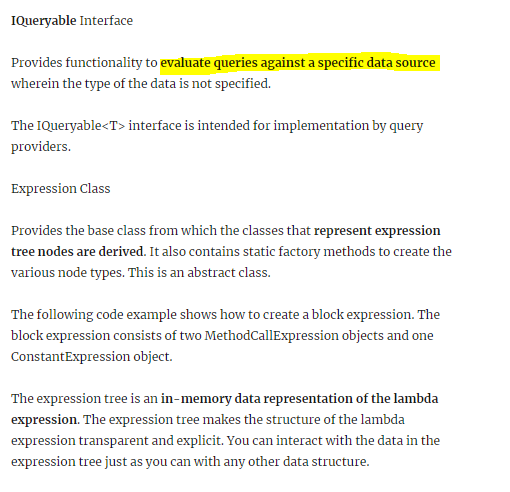 IQueryable Interface
Provides functionality to evaluate queries against a specific data source
wherein the type of the data is not specified.
The IQueryable<T> interface is intended for implementation by query
providers.
Expression Class
Provides the base class from which the classes that represent expression
tree nodes are derived. It also contains static factory methods to create the
various node types. This is an abstract class.
The following code example shows how to create a block expression. The
block expression consists of two MethodCallExpression objects and one
ConstantExpression object.
The expression tree is an in-memory data representation of the lambda
expression. The expression tree makes the structure of the lambda
expression transparent and explicit. You can interact with the data in the
expression tree just as you can with any other data structure.